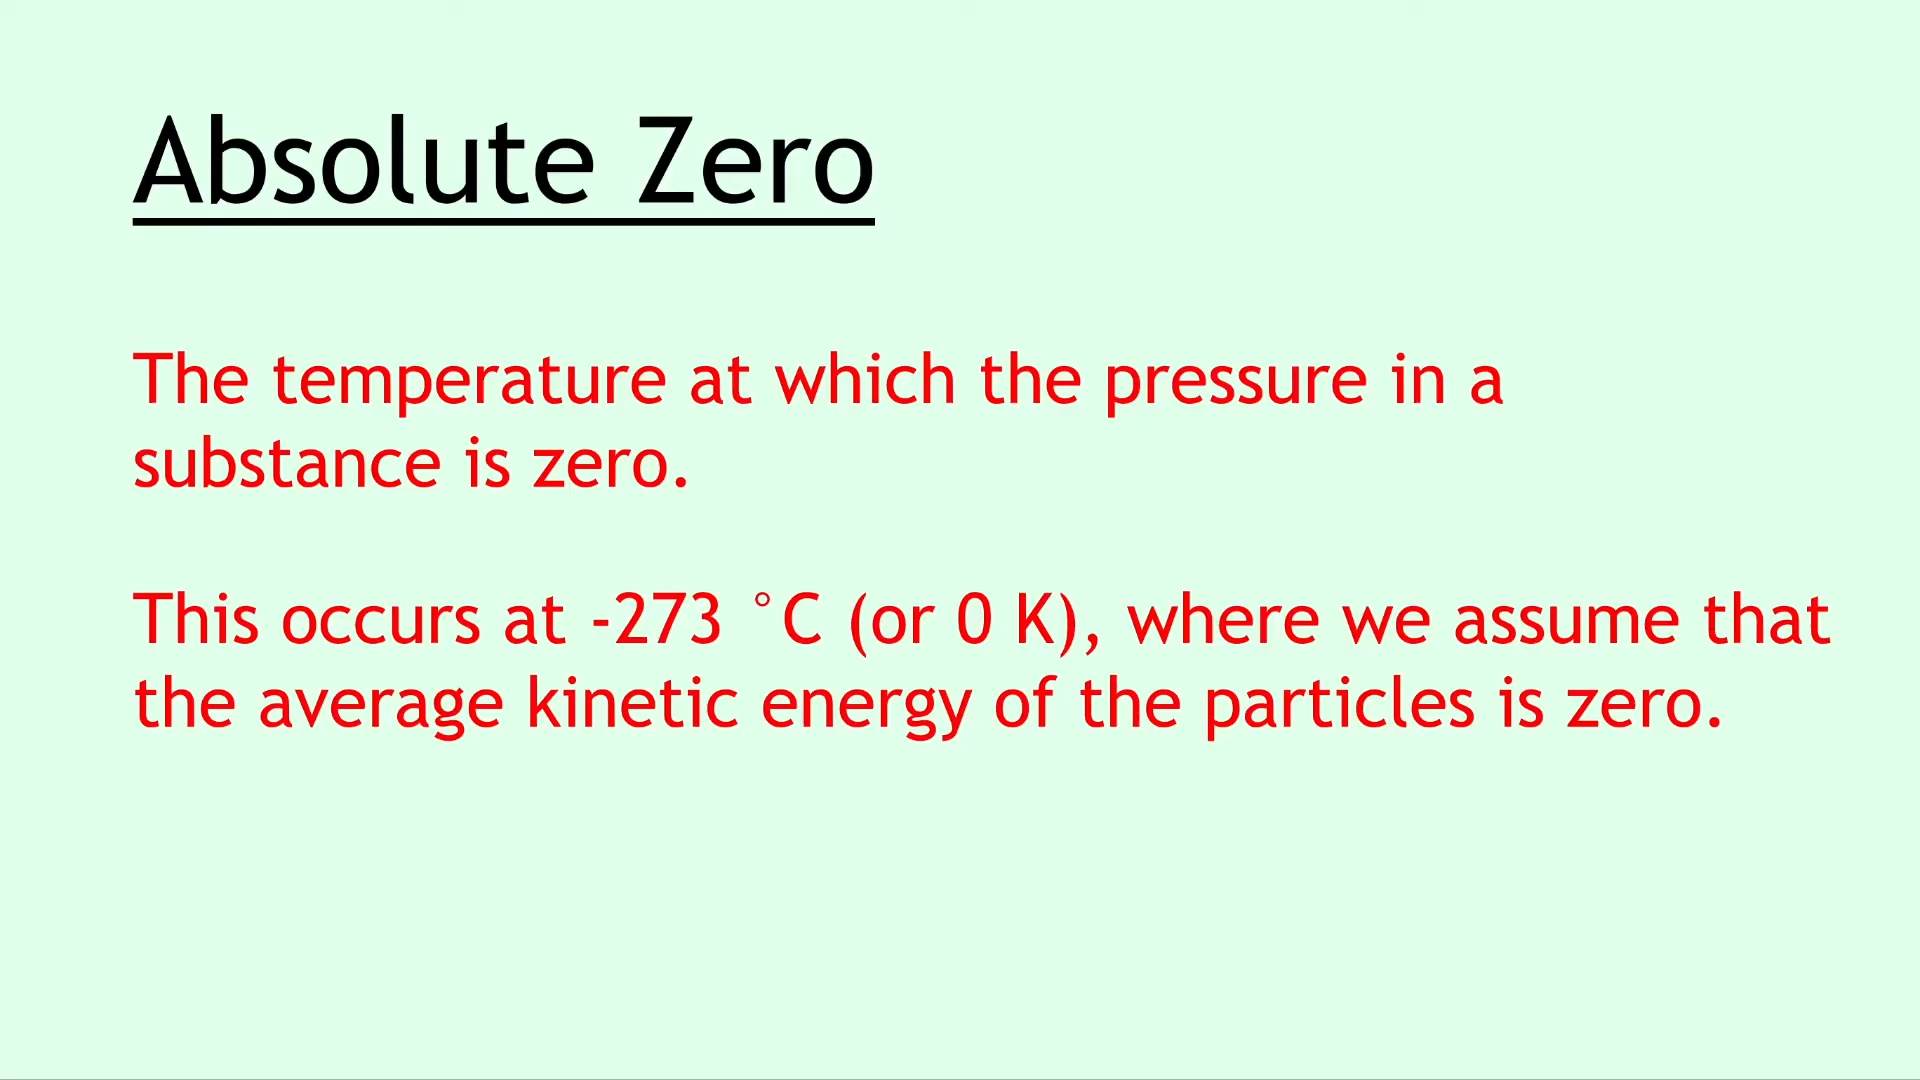 Absolute Zero
The temperature at which the pressure in a
substance is zero.
This occurs at -273 °C (or 0 K), where we assume that
the average kinetic energy of the particles is zero.